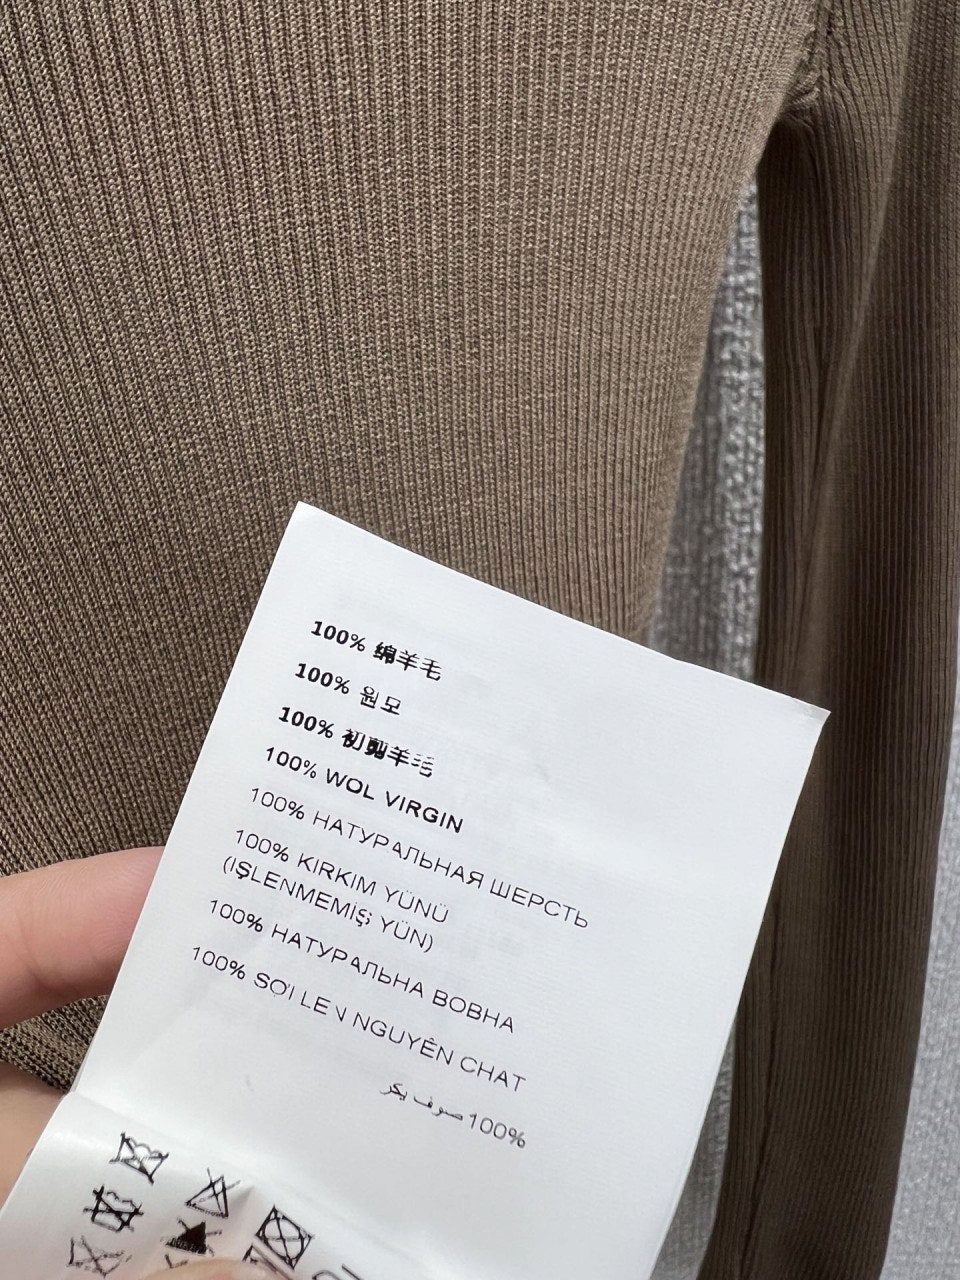 100% 绵羊毛
100% 원모
100% 初剪羊毛
100% WOL VIRGIN
100% НАТУРАЛЬНАЯ ШЕРСТЬ
100% KIRKIM YÜNÜ
(IŞLENMEMİŞ YÜN)
100% НАТУРАЛЬНА ВОВНА
100% SỢI LE V NGUYÊN CHAT
100% صوف بكر